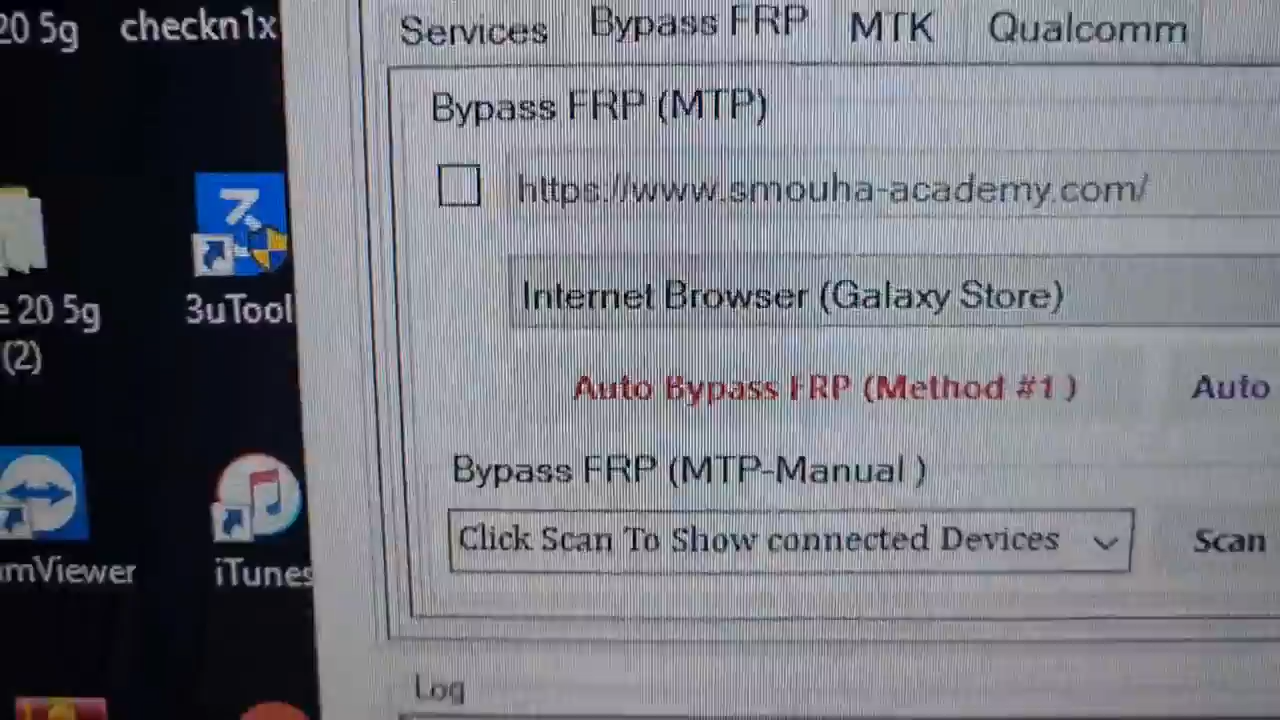 20 5g
checkn1x
Services
Bypass FRP
MTK
Qualcomm
Bypass FRP (MTP)
https://www.smouha-academy.com/
3uTool
e 20 5g
(2)
Internet Browser (Galaxy Store)
Auto Bypass FRP (Method #1 )
Auto
Bypass FRP (MTP-Manual )
Click Scan To Show connected Devices
Scan
amViewer
iTunes
Log